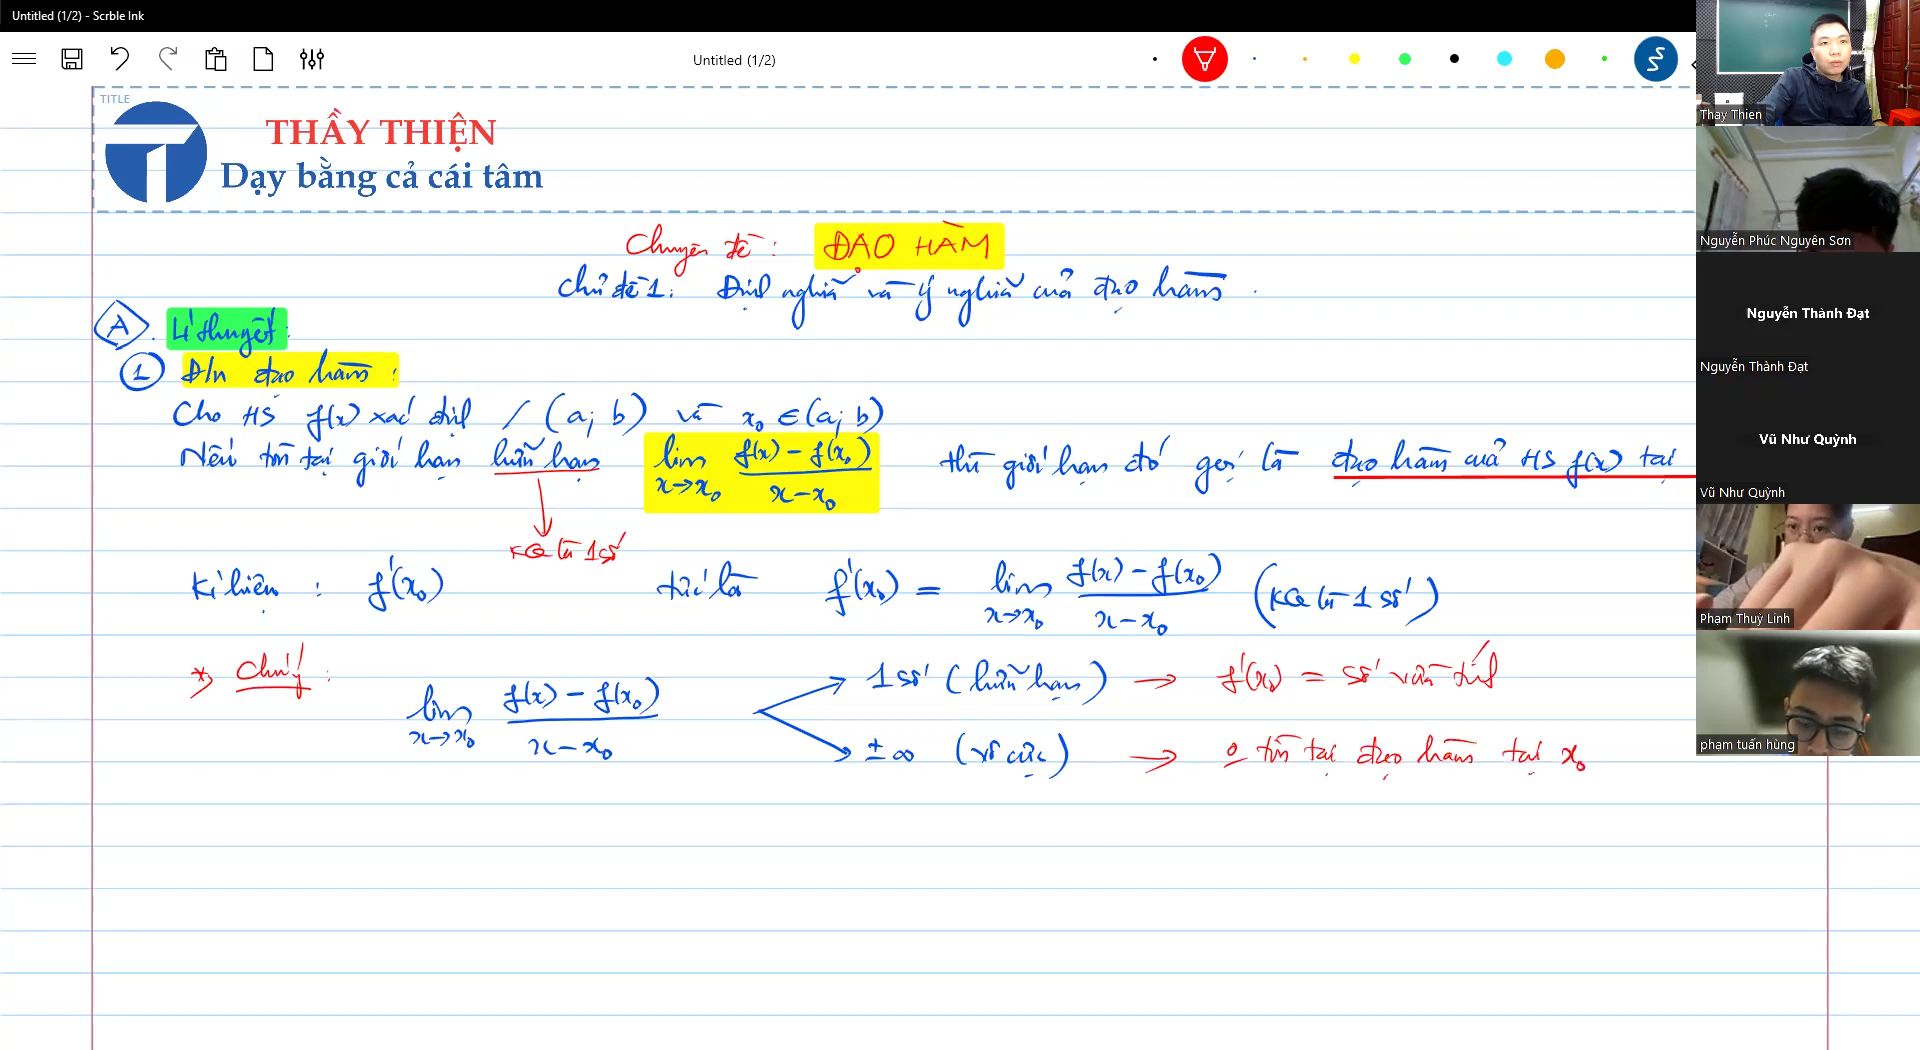 Untitled (1/2) - Scrble Ink
Untitled (1/2)
TITLE
THẦY THIỆN
Dạy bằng cả cái tâm
Chuyên đề: ĐẠO HÀM
Chủ đề 1: Định nghĩa và ý nghĩa của đạo hàm.
A. Lí thuyết:
1 Đ/n đạo hàm:
Cho HS f(x) xác định / (a; b) và x₀ ∈ (a; b)
Nếu tồn tại giới hạn hữu hạn lim x→x₀ (f(x) − f(x₀))/(x − x₀) thì giới hạn đó gọi là đạo hàm của HS f(x) tại
KQ là 1 số
Kí hiệu: f'(x₀) tức là f'(x₀) = lim x→x₀ (f(x) − f(x₀))/(x − x₀) (KQ là 1 số)
* Chú ý:
lim x→x₀ (f(x) − f(x₀))/(x − x₀)
1 số (hữu hạn) → f'(x₀) = số vừa tính
± ∞ (vô cực) → o tồn tại đạo hàm tại x₀
Thay Thien
Nguyễn Phúc Nguyên Sơn
Nguyễn Thành Đạt
Nguyễn Thành Đạt
Vũ Như Quỳnh
Vũ Như Quỳnh
Phạm Thuỳ Linh
phạm tuấn hùng